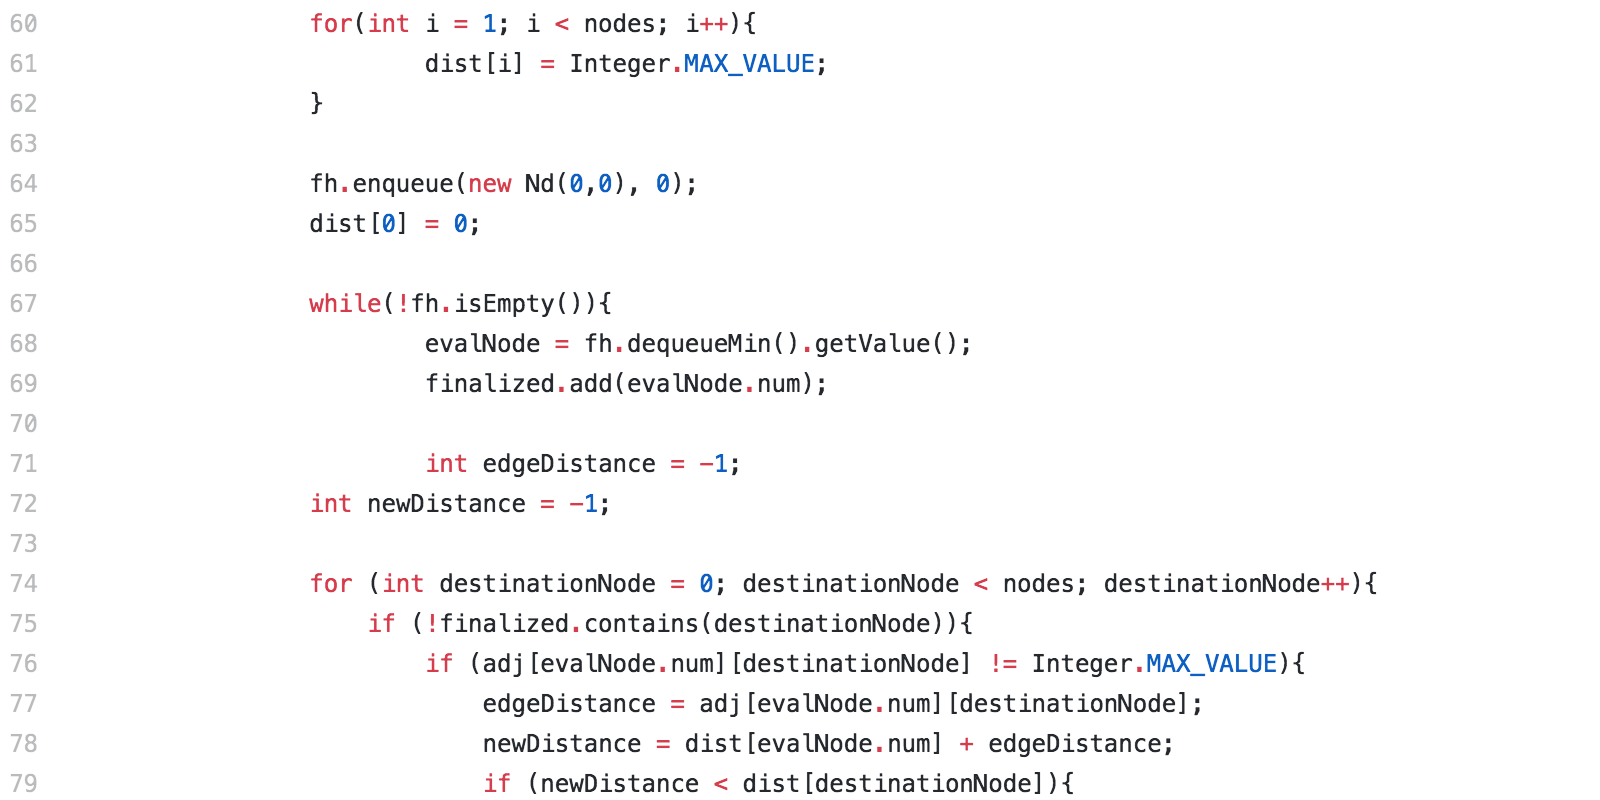 60 for(int i = 1; i < nodes; i++){
61 dist[i] = Integer.MAX_VALUE;
62 }
63
64 fh.enqueue(new Nd(0,0), 0);
65 dist[0] = 0;
66
67 while(!fh.isEmpty()){
68 evalNode = fh.dequeueMin().getValue();
69 finalized.add(evalNode.num);
70
71 int edgeDistance = -1;
72 int newDistance = -1;
73
74 for (int destinationNode = 0; destinationNode < nodes; destinationNode++){
75 if (!finalized.contains(destinationNode)){
76 if (adj[evalNode.num][destinationNode] != Integer.MAX_VALUE){
77 edgeDistance = adj[evalNode.num][destinationNode];
78 newDistance = dist[evalNode.num] + edgeDistance;
79 if (newDistance < dist[destinationNode]){